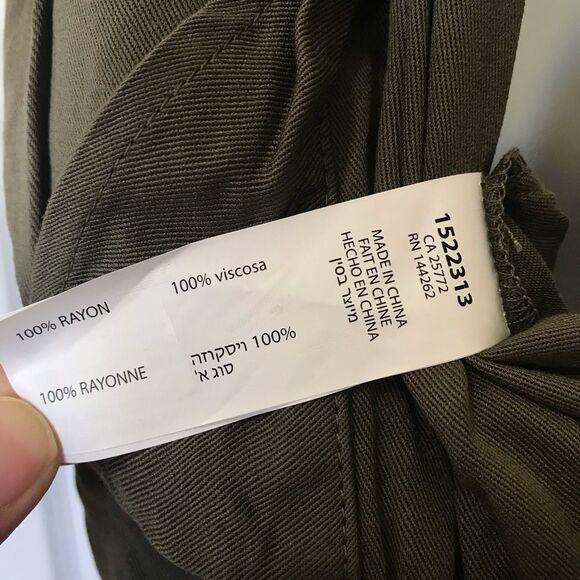 100% RAYON
100% RAYONNE
100% viscosa
100% ויסקוזה
סוג א'
MADE IN CHINA
FAIT EN CHINE
HECHO EN CHINA
מיוצר בסין
1522313
CA 25772
RN 144262